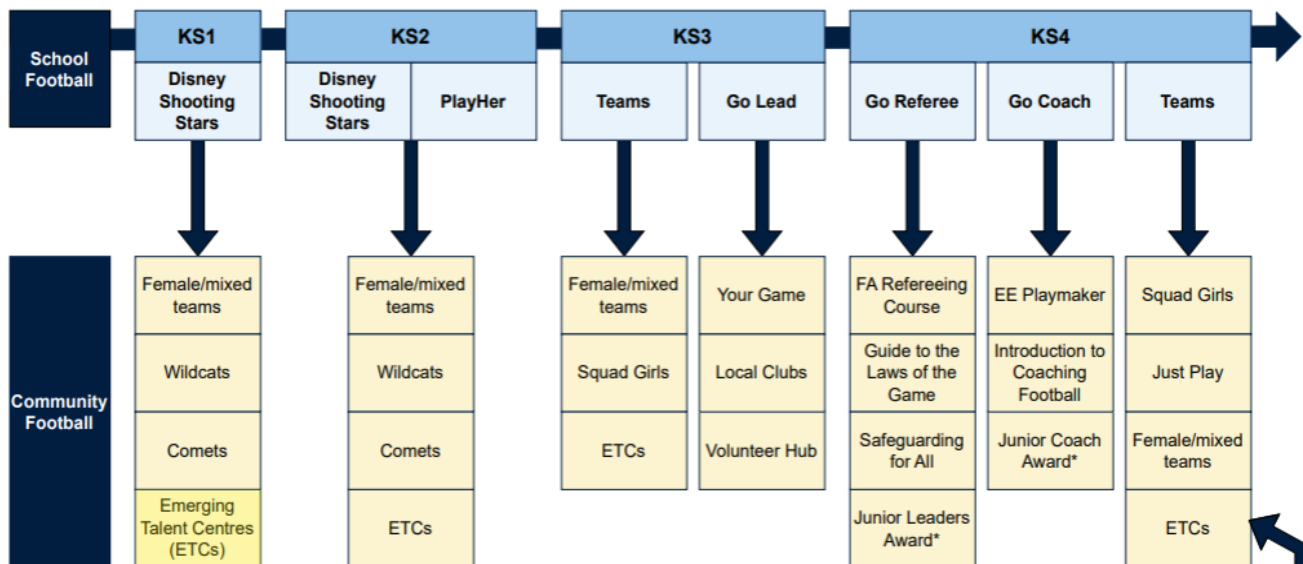 School
Football
KS1
KS2
KS3
KS4
Disney
Shooting
Stars
Disney
Shooting
Stars
PlayHer
Teams
Go Lead
Go Referee
Go Coach
Teams
Community
Football
Female/mixed
teams
Wildcats
Comets
Emerging
Talent Centres
(ETCs)
Female/mixed
teams
Wildcats
Comets
ETCs
Female/mixed
teams
Squad Girls
ETCs
Your Game
Local Clubs
Volunteer Hub
FA Refereeing
Course
Guide to the
Laws of the
Game
Safeguarding
for All
Junior Leaders
Award*
EE Playmaker
Introduction to
Coaching
Football
Junior Coach
Award*
Squad Girls
Just Play
Female/mixed
teams
ETCs